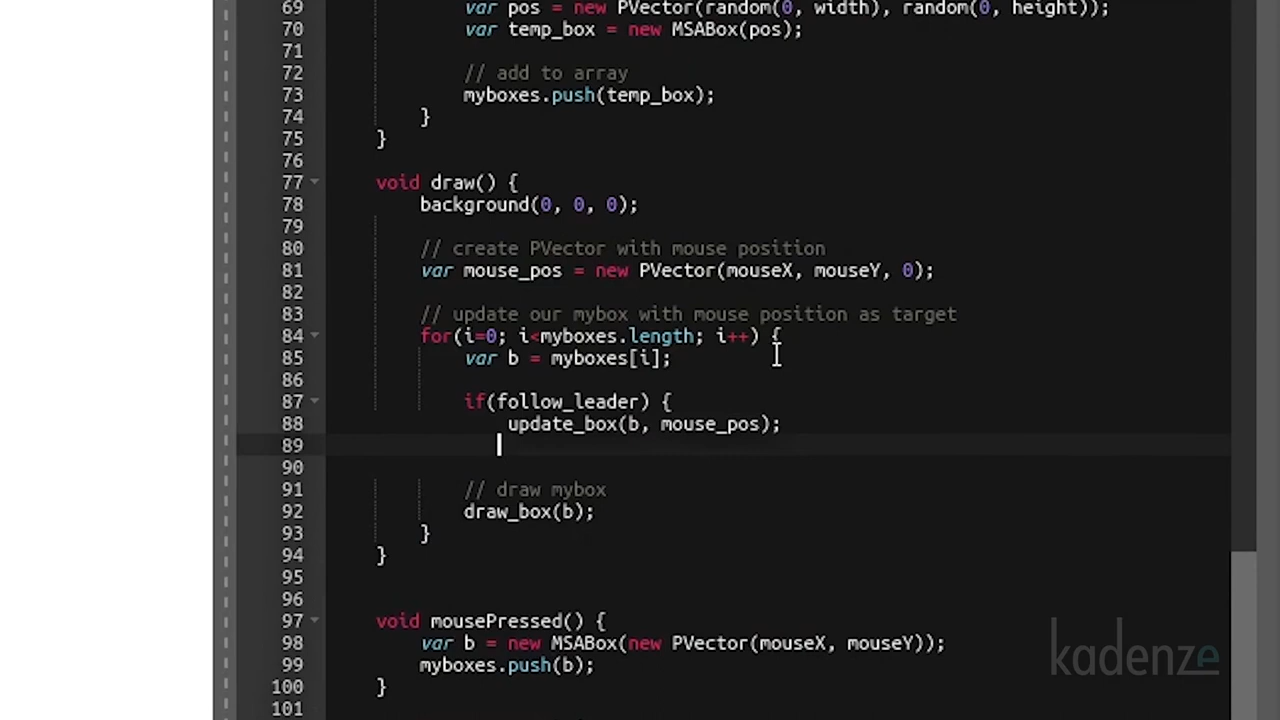 69 var pos = new PVector(random(0, width), random(0, height));
70 var temp_box = new MSABox(pos);
71
72 // add to array
73 myboxes.push(temp_box);
74 }
75 }
76
77 void draw() {
78 background(0, 0, 0);
79
80 // create PVector with mouse position
81 var mouse_pos = new PVector(mouseX, mouseY, 0);
82
83 // update our mybox with mouse position as target
84 for(i=0; i<myboxes.length; i++) {
85 var b = myboxes[i];
86
87 if(follow_leader) {
88 update_box(b, mouse_pos);
89
90
91 // draw mybox
92 draw_box(b);
93 }
94 }
95
96
97 void mousePressed() {
98 var b = new MSABox(new PVector(mouseX, mouseY));
99 myboxes.push(b);
100 }
101
kadenze